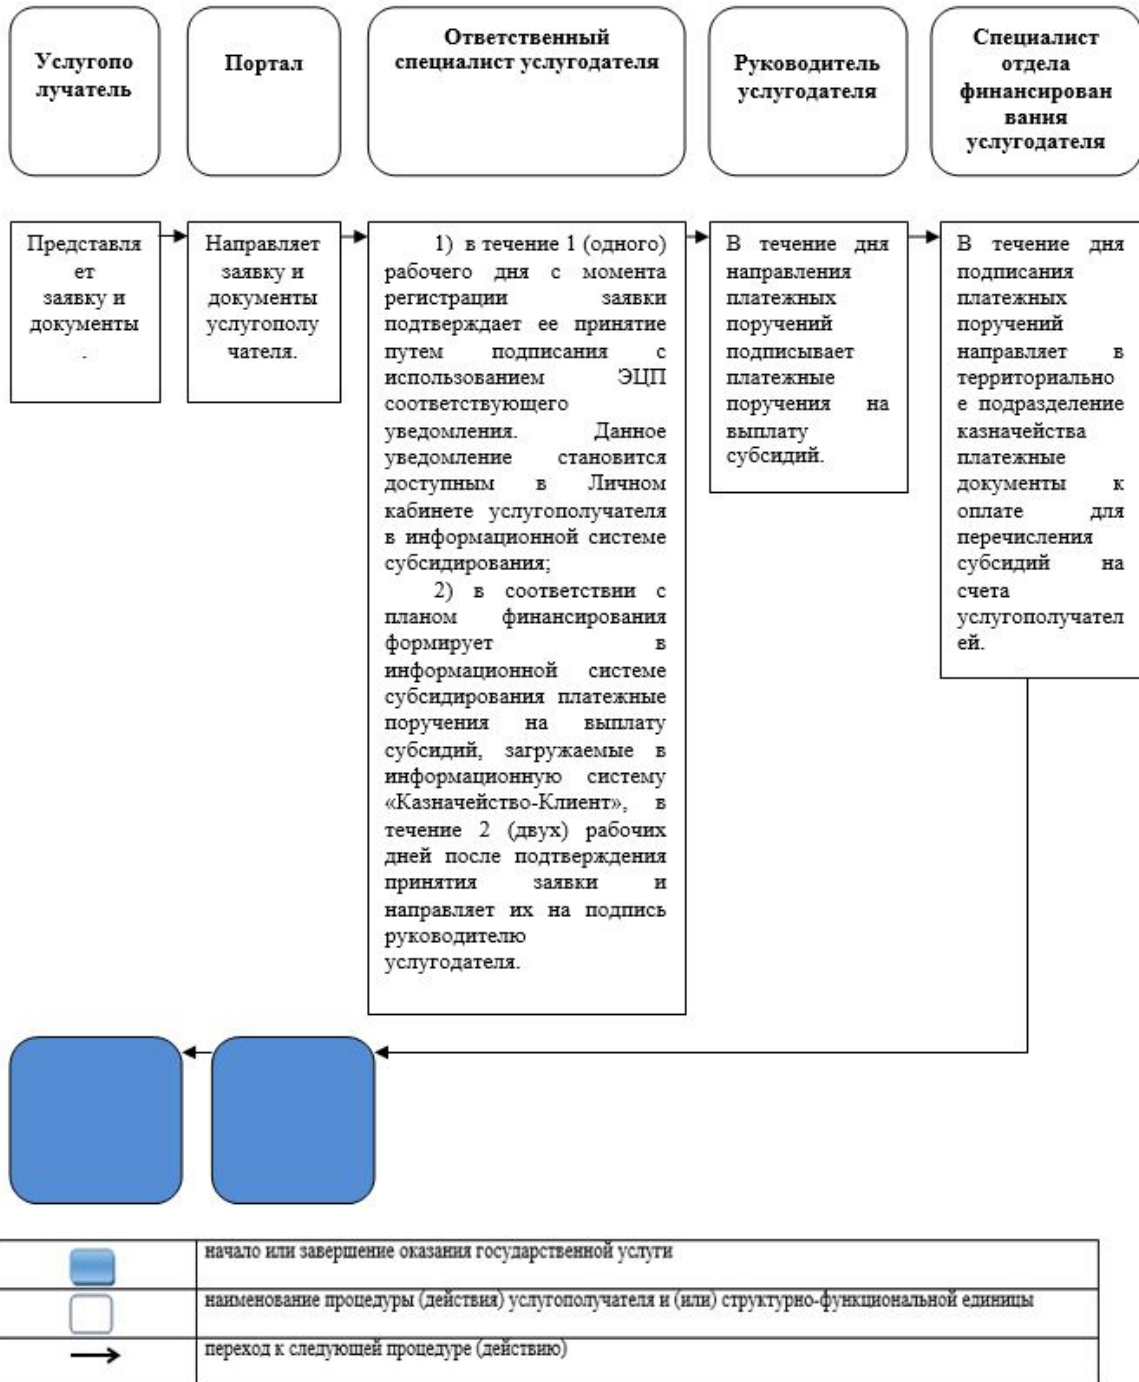 Услугопо
лучатель
Портал
Ответственный
специалист услугодателя
Руководитель
услугодателя
Специалист
отдела
финансирован
вания
услугодателя
Представля
ет
заявку и
документы
.
Направляет
заявку и
документы
услугополу
чателя.
1) в течение 1 (одного)
рабочего дня с момента
регистрации заявки
подтверждает ее принятие
путем подписания с
использованием ЭЦП
соответствующего
уведомления. Данное
уведомление становится
доступным в Личном
кабинете услугополучателя
в информационной системе
субсидирования;
2) в соответствии с
планом финансирования
формирует в
информационной системе
субсидирования платежные
поручения на выплату
субсидий, загружаемые в
информационную систему
«Казначейство-Клиент», в
течение 2 (двух) рабочих
дней после подтверждения
принятия заявки и
направляет их на подпись
руководителю
услугодателя.
В течение дня
направления
платежных
поручений
подписывает
платежные
поручения на
выплату
субсидий.
В течение дня
подписания
платежных
поручений
направляет в
территориально
е подразделение
казначейства
платежные
документы к
оплате для
перечисления
субсидий на
счета
услугополучател
ей.
начало или завершение оказания государственной услуги
наименование процедуры (действия) услугополучателя и (или) структурно-функциональной единицы
переход к следующей процедуре (действию)